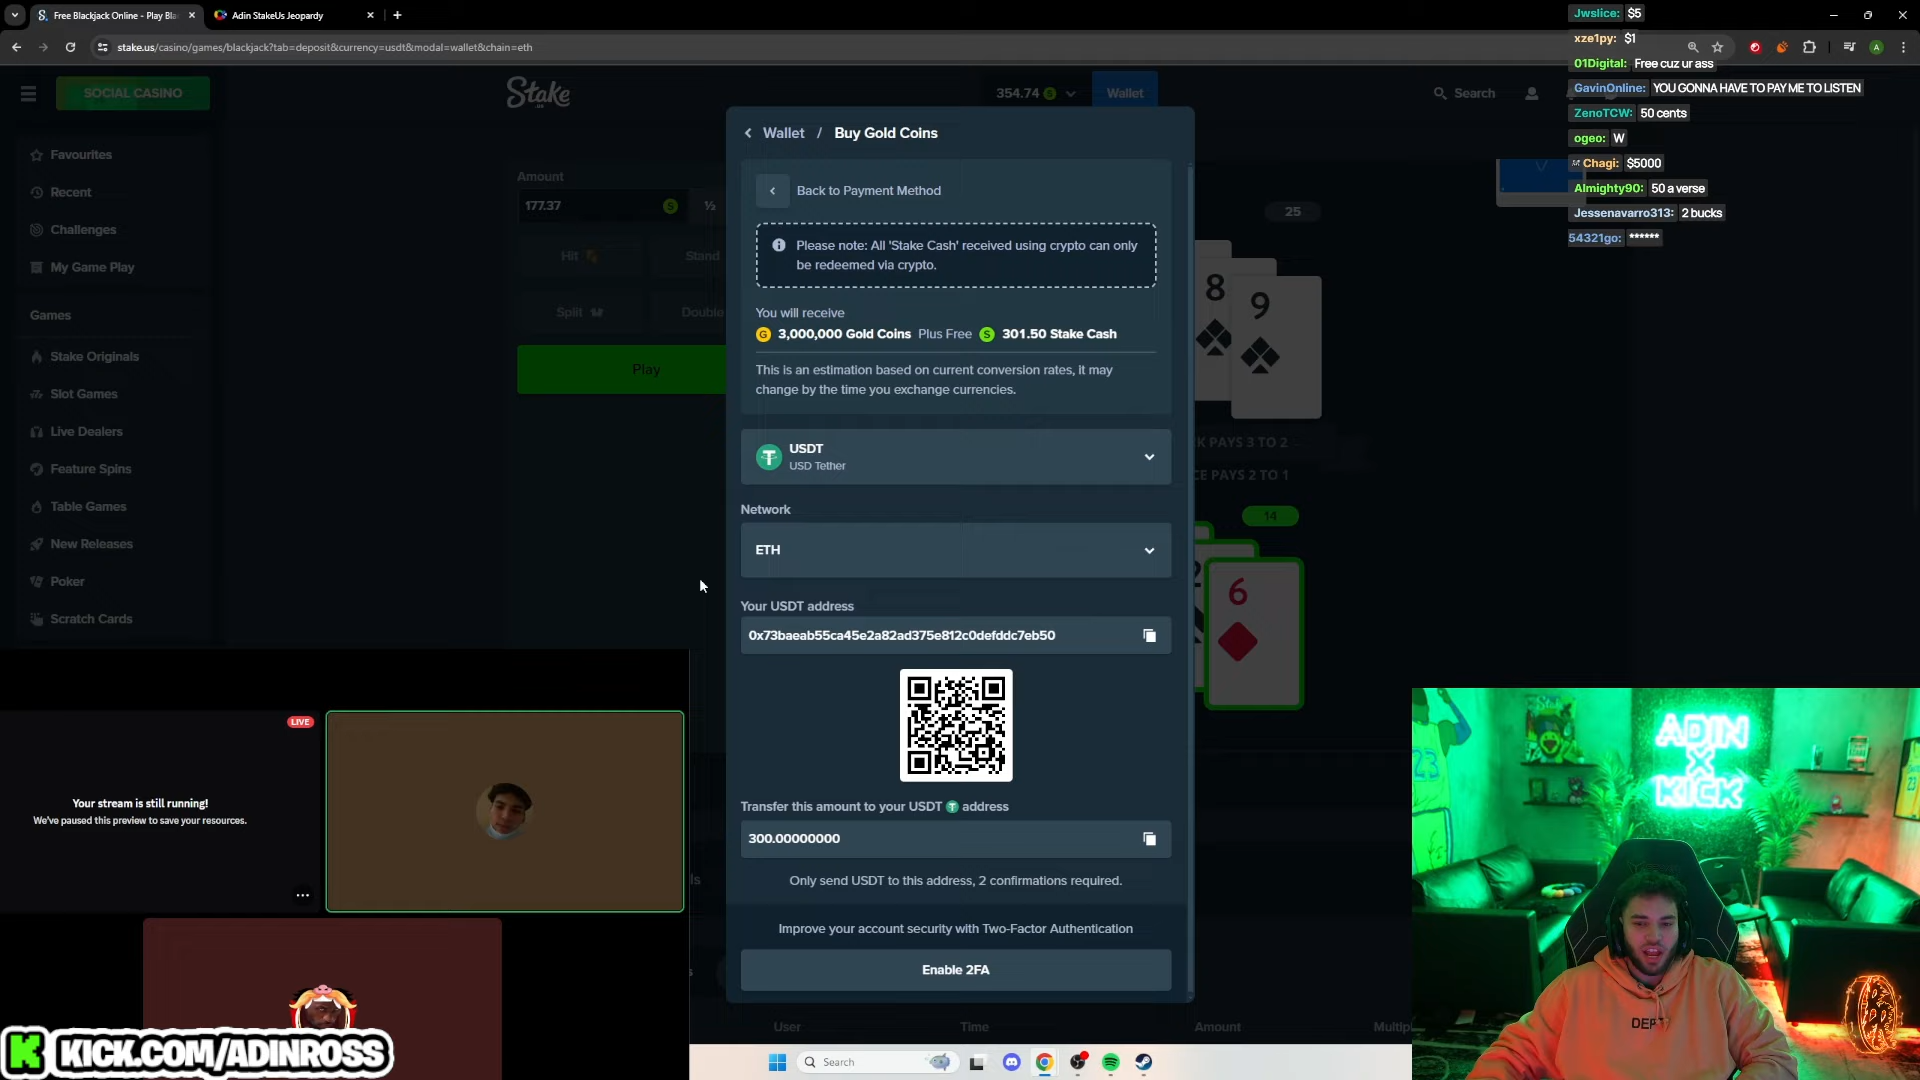 Free Blackjack Online - Play Bla
Adin StakeUs Jeopardy
stake.us/casino/games/blackjack?tab=deposit&currency=usdt&modal=wallet&chain=eth
Jwslice: $5
xze1py: $1
01Digital: Free cuz ur ass
GavinOnline: YOU GONNA HAVE TO PAY ME TO LISTEN
ZenoTCW: 50 cents
ogeo: W
Chagi: $5000
Almighty90: 50 a verse
Jessenavarro313: 2 bucks
54321go: ******
SOCIAL CASINO
Stake
354.74
Wallet
Search
Favourites
Recent
Challenges
My Game Play
Games
Stake Originals
Slot Games
Live Dealers
Feature Spins
Table Games
New Releases
Poker
Scratch Cards
Amount
177.37
½
Hit
Stand
Split
Double
Play
Wallet / Buy Gold Coins
Back to Payment Method
Please note: All 'Stake Cash' received using crypto can only
be redeemed via crypto.
You will receive
3,000,000 Gold Coins Plus Free 301.50 Stake Cash
This is an estimation based on current conversion rates, it may
change by the time you exchange currencies.
USDT
USD Tether
Network
ETH
Your USDT address
0x73baeab55ca45e2a82ad375e812c0defddc7eb50
Transfer this amount to your USDT address
300.00000000
Only send USDT to this address, 2 confirmations required.
Improve your account security with Two-Factor Authentication
Enable 2FA
25
8
9
K PAYS 3 TO 2
CE PAYS 2 TO 1
14
2
6
User
Time
Amount
Multipl
LIVE
Your stream is still running!
We've paused this preview to save your resources.
KICK.COM/ADINROSS
Search
ADIN
X
KICK
23